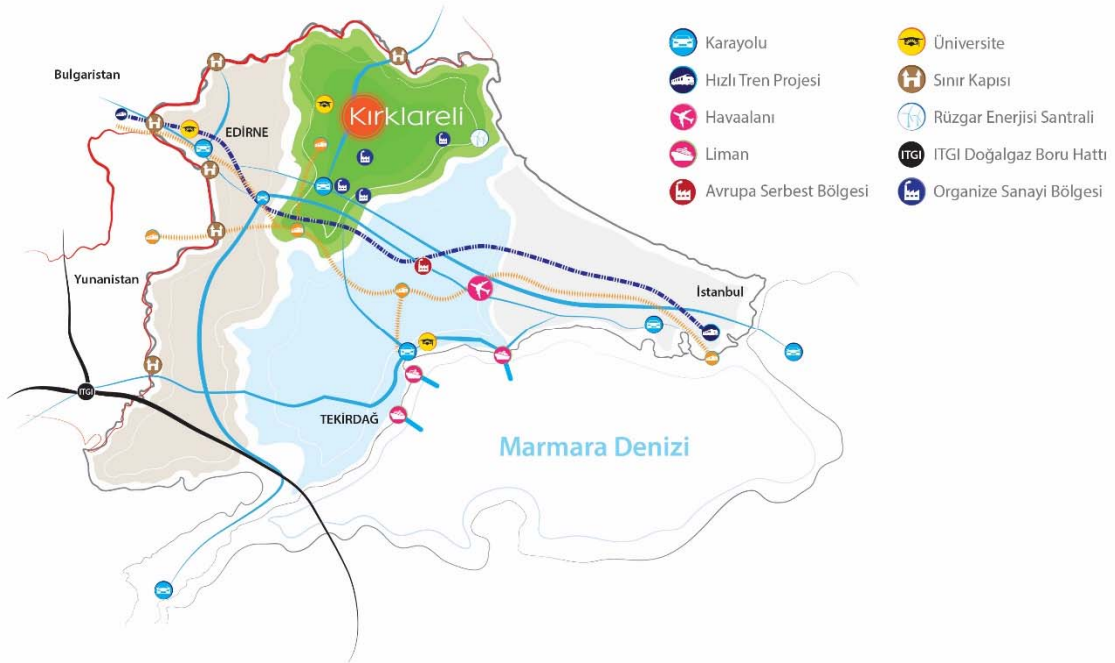 Karayolu
Hızlı Tren Projesi
Havaalanı
Liman
Avrupa Serbest Bölgesi
Üniversite
Sınır Kapısı
Rüzgar Enerjisi Santrali
ITGI
ITGI Doğalgaz Boru Hattı
Organize Sanayi Bölgesi
Bulgaristan
EDİRNE
Kırklareli
Yunanistan
İstanbul
ITGI
TEKİRDAĞ
Marmara Denizi